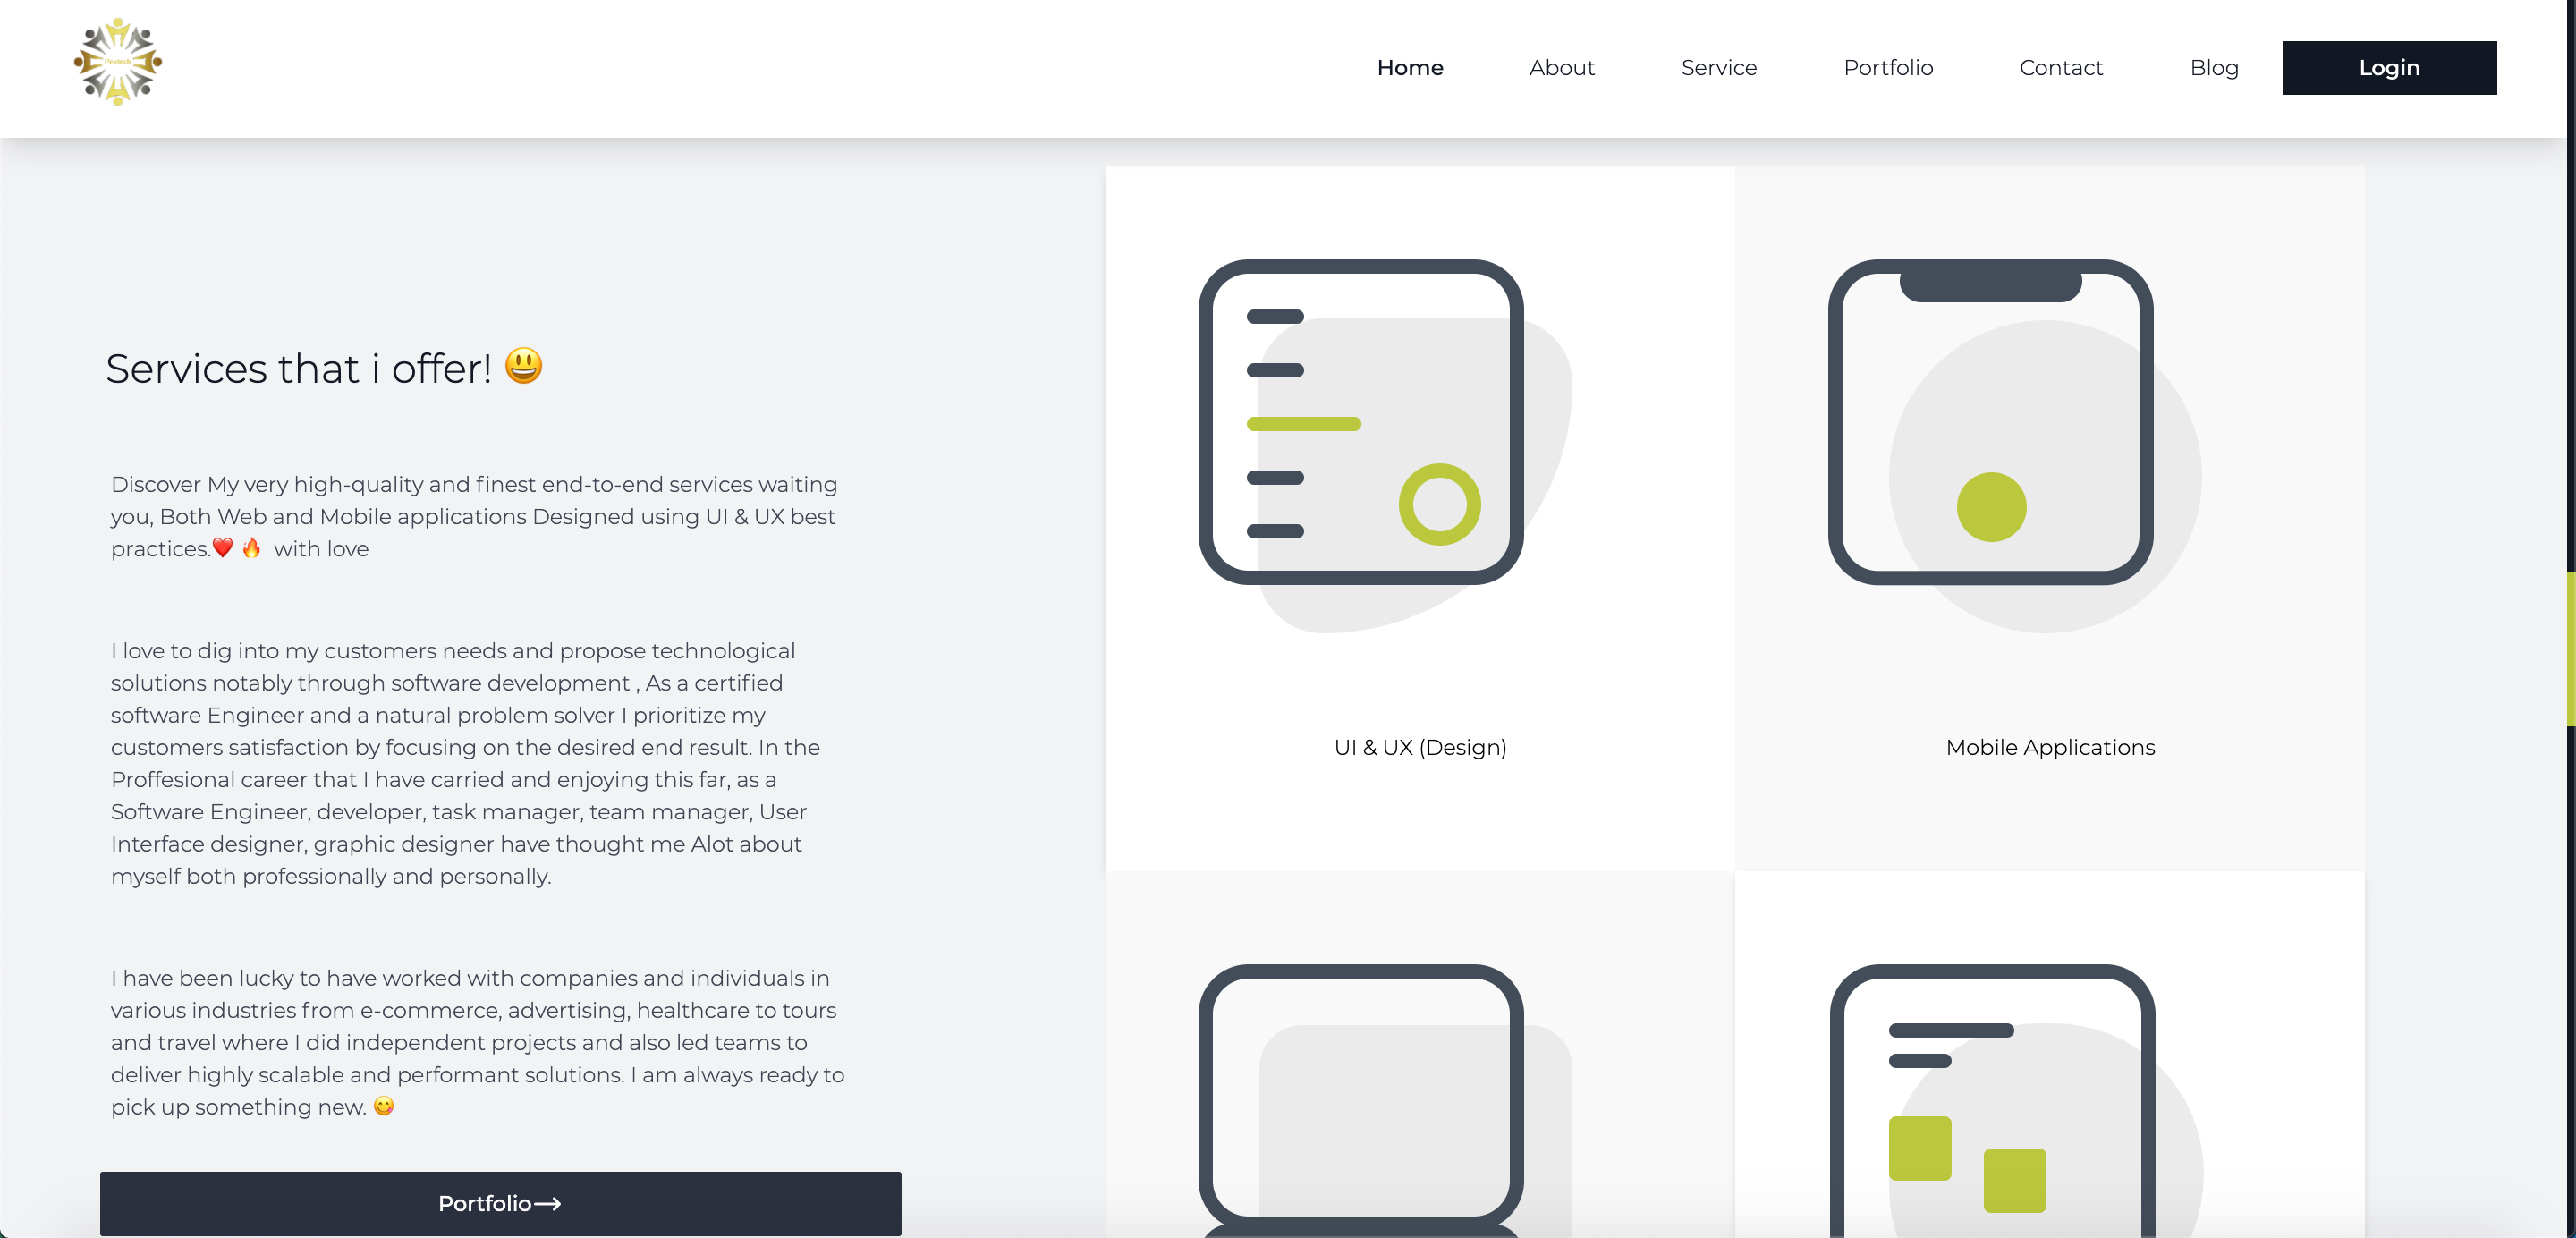 Home About Service Portfolio Contact Blog Login
Services that i offer! 😃
Discover My very high-quality and finest end-to-end services waiting
you, Both Web and Mobile applications Designed using UI & UX best
practices.❤️ 🔥 with love
I love to dig into my customers needs and propose technological
solutions notably through software development , As a certified
software Engineer and a natural problem solver I prioritize my
customers satisfaction by focusing on the desired end result. In the
Proffesional career that I have carried and enjoying this far, as a
Software Engineer, developer, task manager, team manager, User
Interface designer, graphic designer have thought me Alot about
myself both professionally and personally.
I have been lucky to have worked with companies and individuals in
various industries from e-commerce, advertising, healthcare to tours
and travel where I did independent projects and also led teams to
deliver highly scalable and performant solutions. I am always ready to
pick up something new. 😋
Portfolio→
UI & UX (Design)
Mobile Applications